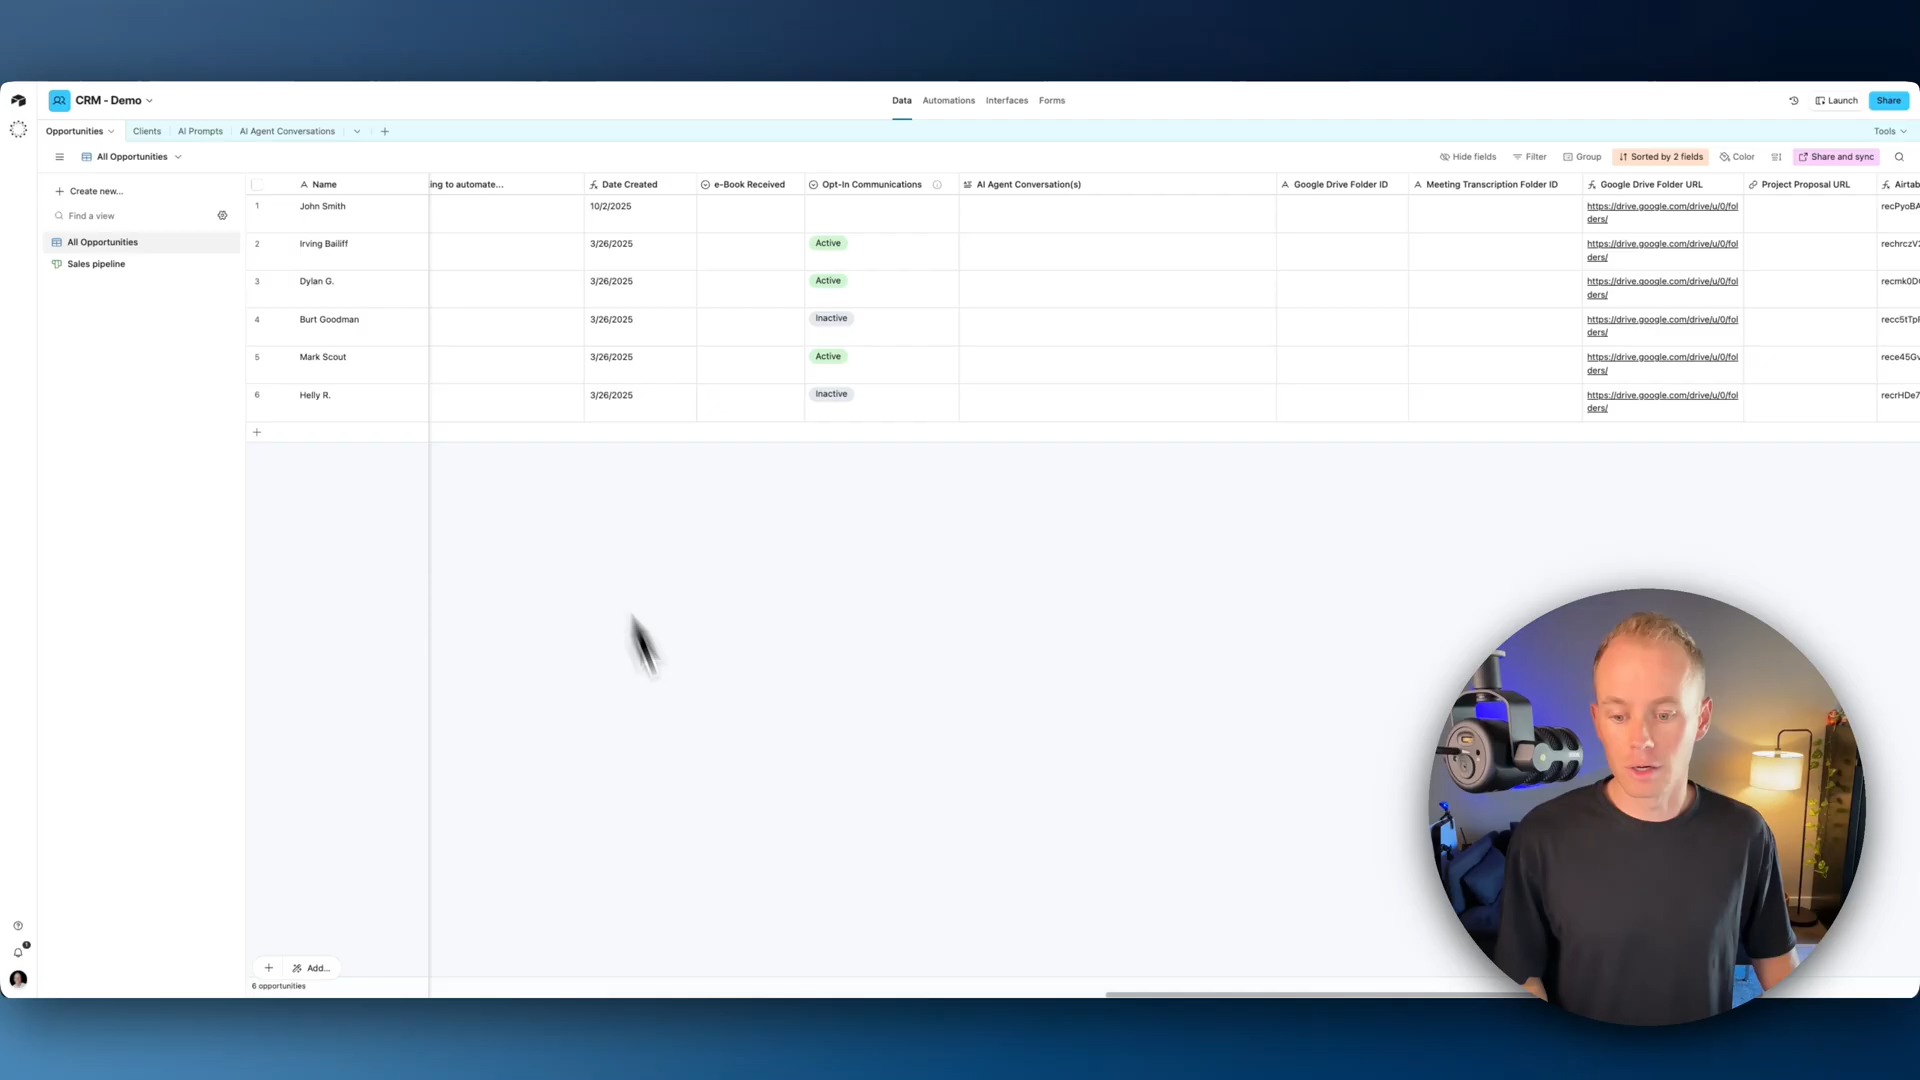 CRM - Demo
Data Automations Interfaces Forms
Launch Share
Opportunities Clients AI Prompts AI Agent Conversations
Tools
All Opportunities
Hide fields Filter Group Sorted by 2 fields Color Share and sync
Create new...
Find a view
All Opportunities
Sales pipeline
Name ing to automate... Date Created e-Book Received Opt-In Communications AI Agent Conversation(s) Google Drive Folder ID Meeting Transcription Folder ID Google Drive Folder URL Project Proposal URL Airtab
1 John Smith 10/2/2025 https://drive.google.com/drive/u/0/fol
ders/ recPyoBA
2 Irving Bailiff 3/26/2025 Active https://drive.google.com/drive/u/0/fol
ders/ rechrczV2
3 Dylan G. 3/26/2025 Active https://drive.google.com/drive/u/0/fol
ders/
4 Burt Goodman 3/26/2025 Inactive https://drive.google.com/drive/u/0/fol
ders/
5 Mark Scout 3/26/2025 Active https://drive.google.com/drive/u/0/fol
ders/ rece45Gv
6 Helly R. 3/26/2025 Inactive https://drive.google.com/drive/u/0/fol
ders/ recrHDe7
Add...
6 opportunities